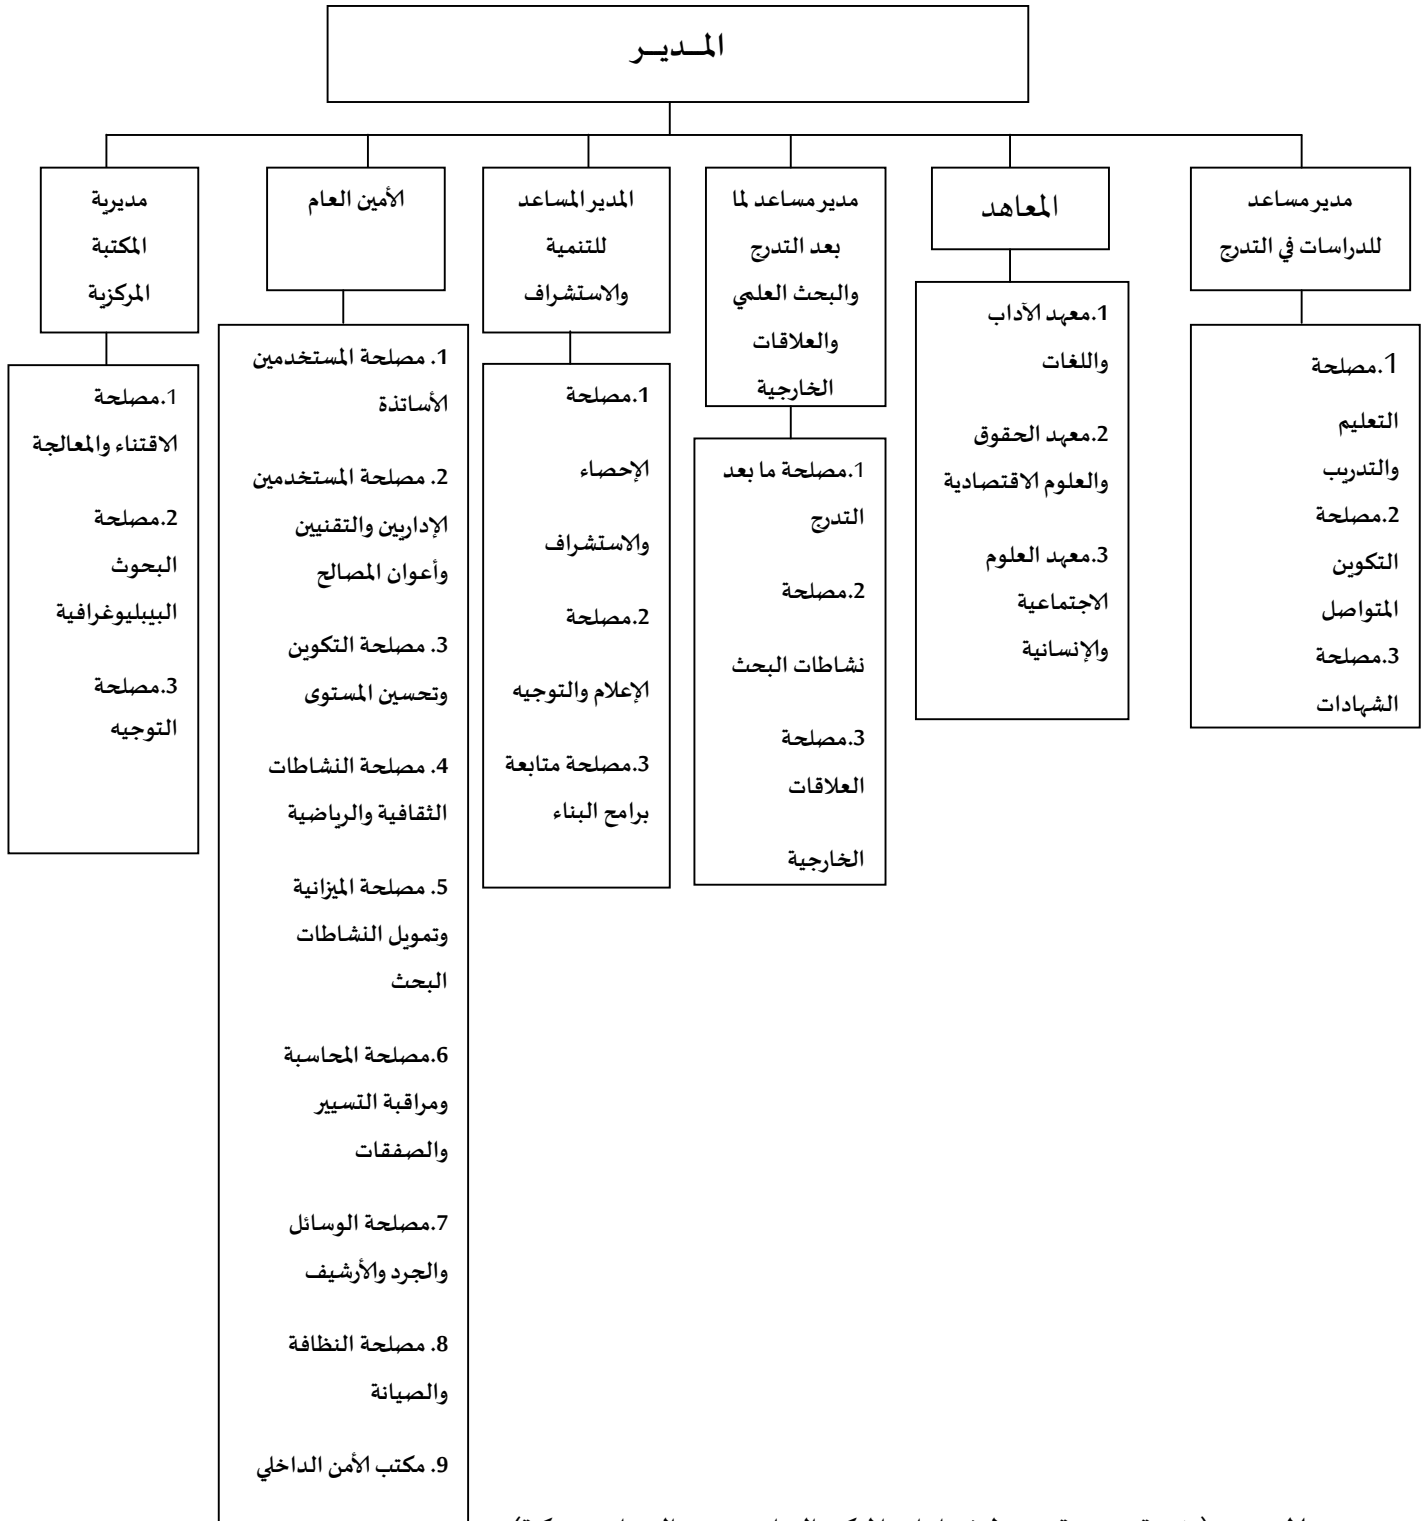 المــديــر
مدير مساعد
للدراسات في التدرج
1.مصلحة
التعليم
والتدريب
2.مصلحة
التكوين
المتواصل
3.مصلحة
الشهادات
المعاهد
1.معهد الآداب
واللغات
2.معهد الحقوق
والعلوم الاقتصادية
3.معهد العلوم
الاجتماعية
والإنسانية
مدير مساعد لما
بعد التدرج
والبحث العلمي
والعلاقات
الخارجية
1.مصلحة ما بعد
التدرج
2.مصلحة
نشاطات البحث
3.مصلحة
العلاقات
الخارجية
المدير المساعد
للتنمية
والاستشراف
1.مصلحة
الإحصاء
والاستشراف
2.مصلحة
الإعلام والتوجيه
3.مصلحة متابعة
برامج البناء
الأمين العام
1. مصلحة المستخدمين
الأساتذة
2. مصلحة المستخدمين
الإداريين والتقنيين
وأعوان المصالح
3. مصلحة التكوين
وتحسين المستوى
4. مصلحة النشاطات
الثقافية والرياضية
5. مصلحة الميزانية
وتمويل النشاطات
البحث
6.مصلحة المحاسبة
ومراقبة التسيير
والصفقات
7.مصلحة الوسائل
والجرد والأرشيف
8. مصلحة النظافة
والصيانة
9. مكتب الأمن الداخلي
مديرية
المكتبة
المركزية
1.مصلحة
الاقتناء والمعالجة
2.مصلحة
البحوث
البيبليوغرافية
3.مصلحة
التوجيه